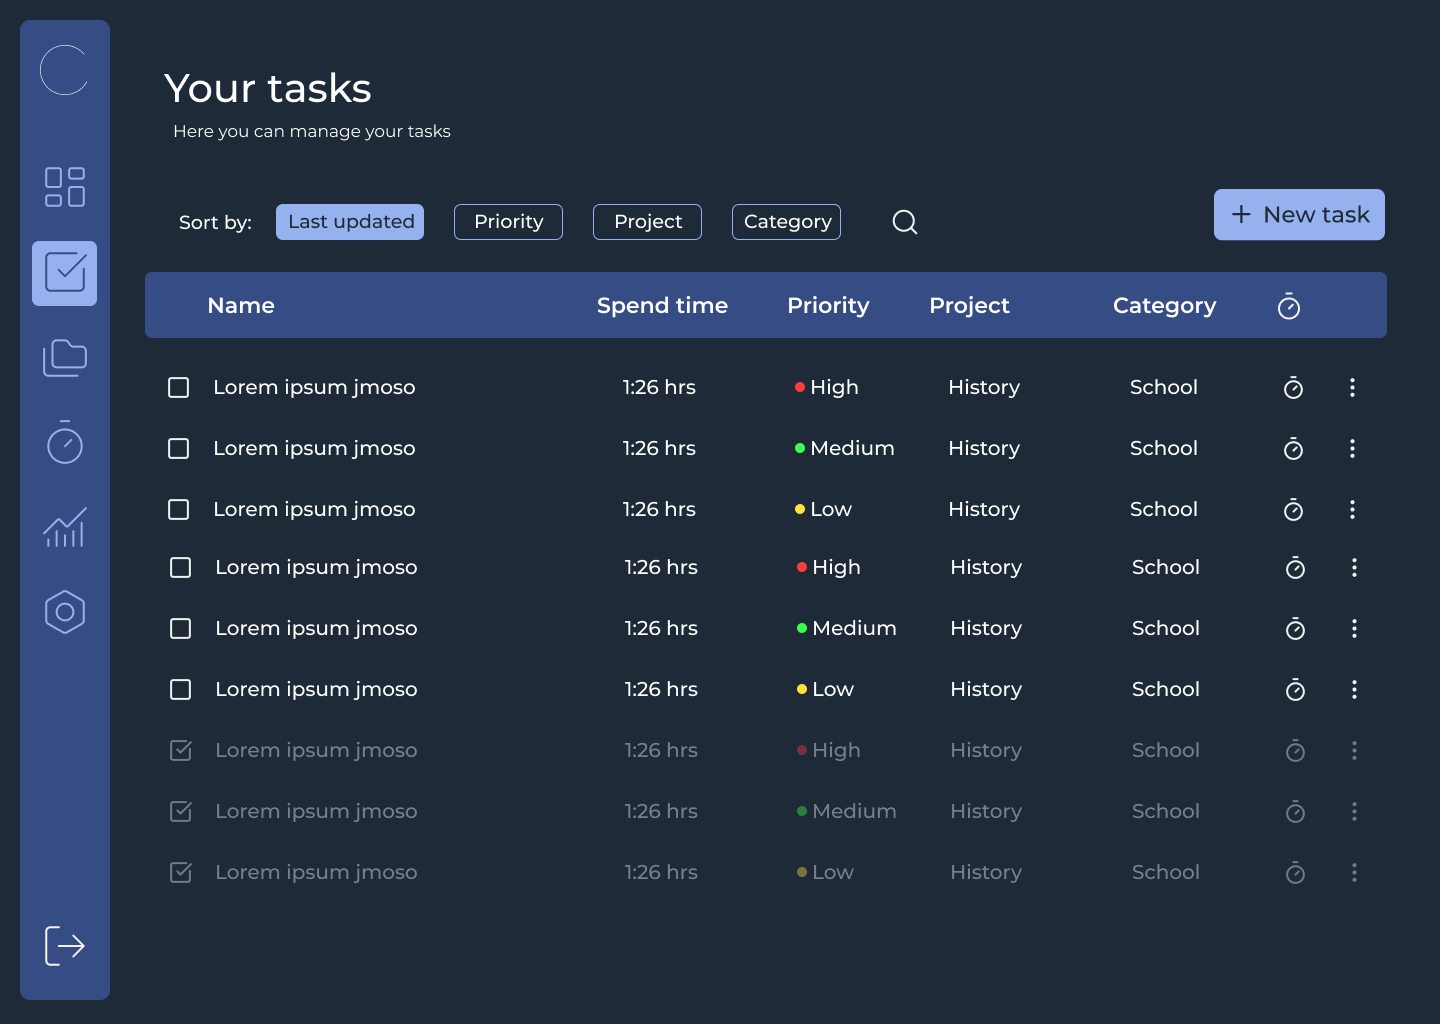 Your tasks
Here you can manage your tasks
Sort by: Last updated Priority Project Category + New task
Name Spend time Priority Project Category
Lorem ipsum jmoso 1:26 hrs High History School
Lorem ipsum jmoso 1:26 hrs Medium History School
Lorem ipsum jmoso 1:26 hrs Low History School
Lorem ipsum jmoso 1:26 hrs High History School
Lorem ipsum jmoso 1:26 hrs Medium History School
Lorem ipsum jmoso 1:26 hrs Low History School
Lorem ipsum jmoso 1:26 hrs High History School
Lorem ipsum jmoso 1:26 hrs Medium History School
Lorem ipsum jmoso 1:26 hrs Low History School